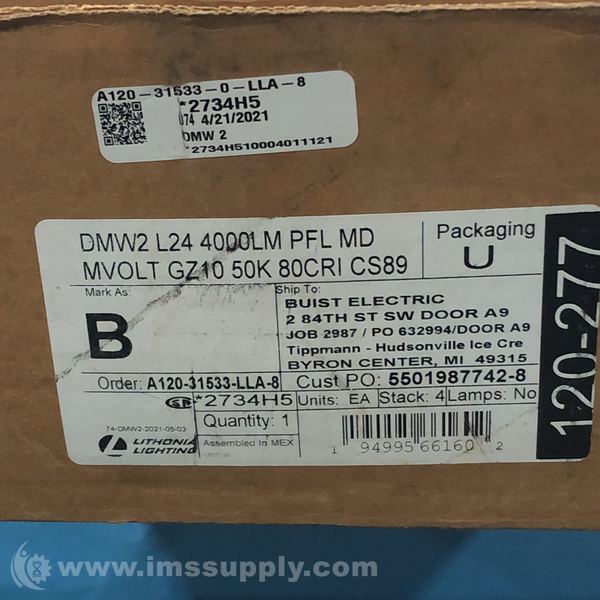 A120-31533-0-LLA-8
*2734H5
074 4/21/2021
DMW 2
*2734H510004011121
DMW2 L24 4000LM PFL MD
MVOLT GZ10 50K 80CRI CS89
Packaging
U
Mark As:
B
Ship To:
BUIST ELECTRIC
2 84TH ST SW DOOR A9
JOB 2987 / PO 632994/DOOR A9
Tippmann - Hudsonville Ice Cre
BYRON CENTER, MI 49315
Order: A120-31533-LLA-8
Cust PO: 5501987742-8
*2734H5
Units: EA
Stack: 4
Lamps: No
74-DMW2-2021-05-03
Quantity: 1
LITHONIA
LIGHTING
Assembled In MEX
1 94995 66160 2
120-277
www.imssupply.com